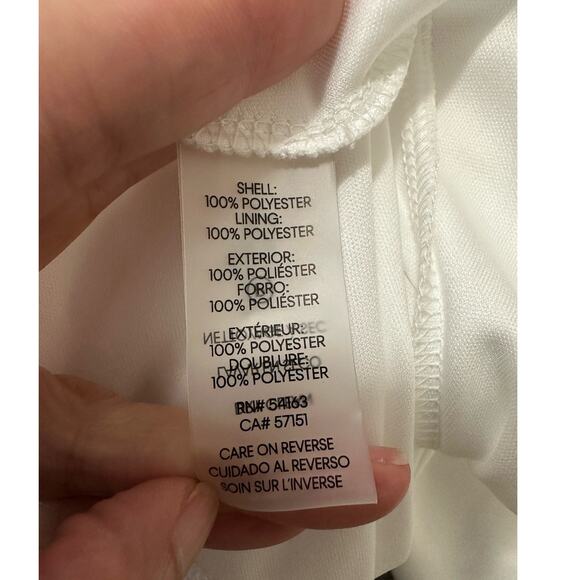 SHELL:
100% POLYESTER
LINING:
100% POLYESTER
EXTERIOR:
100% POLIÉSTER
FORRO:
100% POLIÉSTER
EXTÉRIEUR:
100% POLYESTER
DOUBLURE:
100% POLYESTER
RN# 54163
CA# 57151
CARE ON REVERSE
CUIDADO AL REVERSO
SOIN SUR L'INVERSE